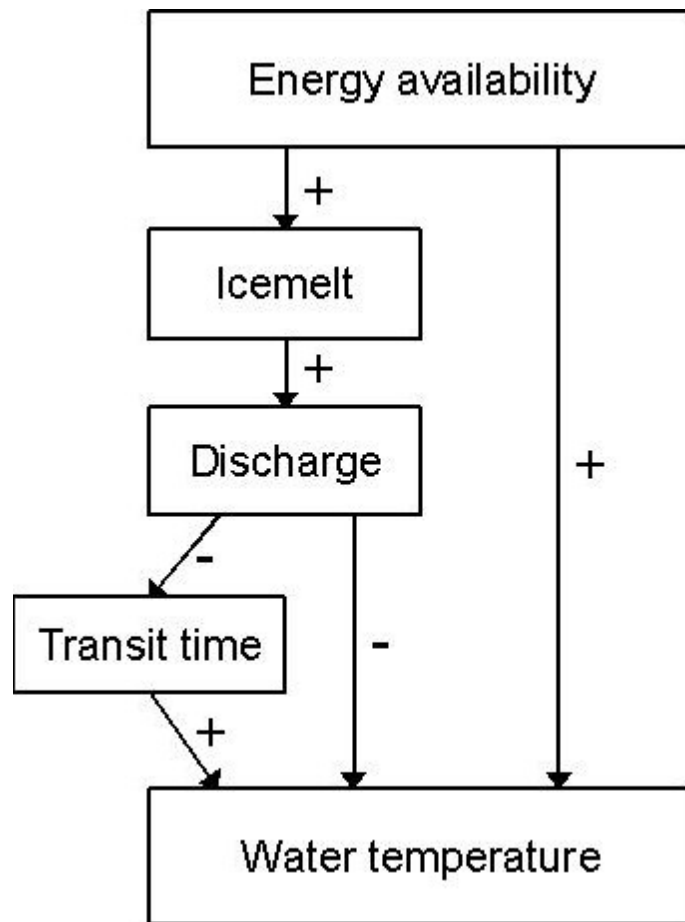 Energy availability
+
Icemelt
+
Discharge
+
-
-
Transit time
+
Water temperature